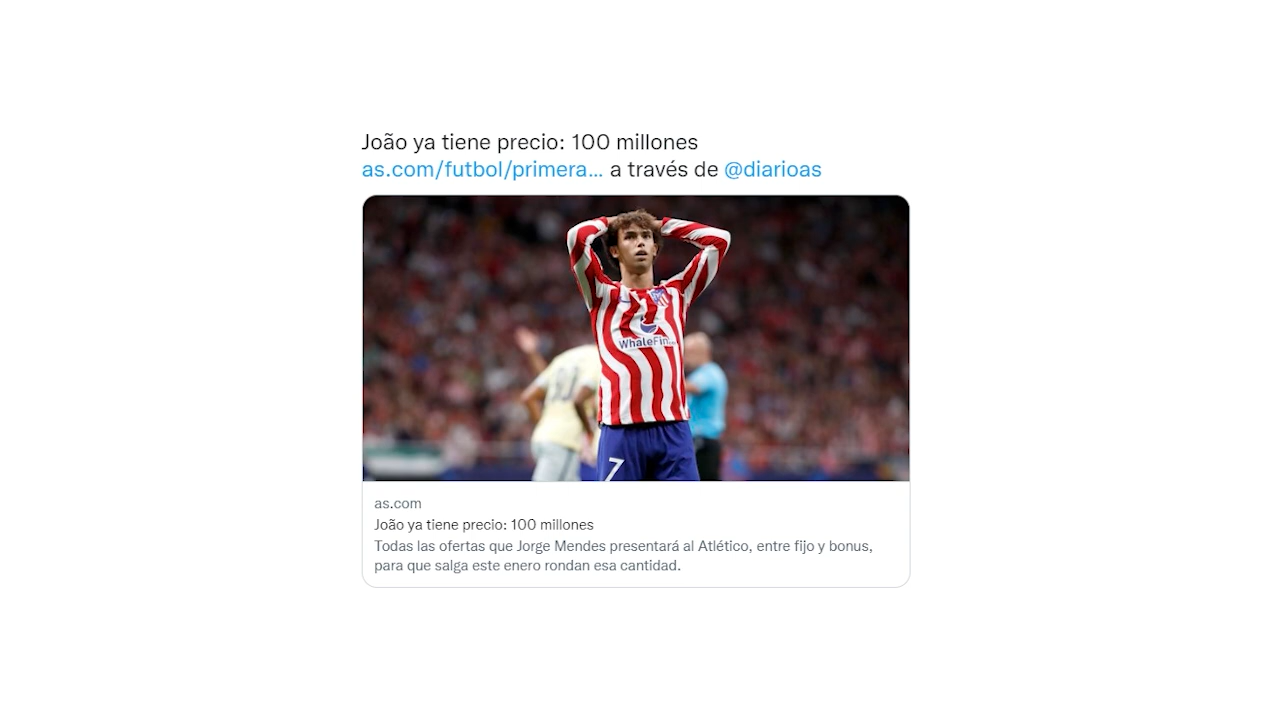 João ya tiene precio: 100 millones
as.com/futbol/primera... a través de @diarioas
WhaleFin
7
as.com
João ya tiene precio: 100 millones
Todas las ofertas que Jorge Mendes presentará al Atlético, entre fijo y bonus,
para que salga este enero rondan esa cantidad.